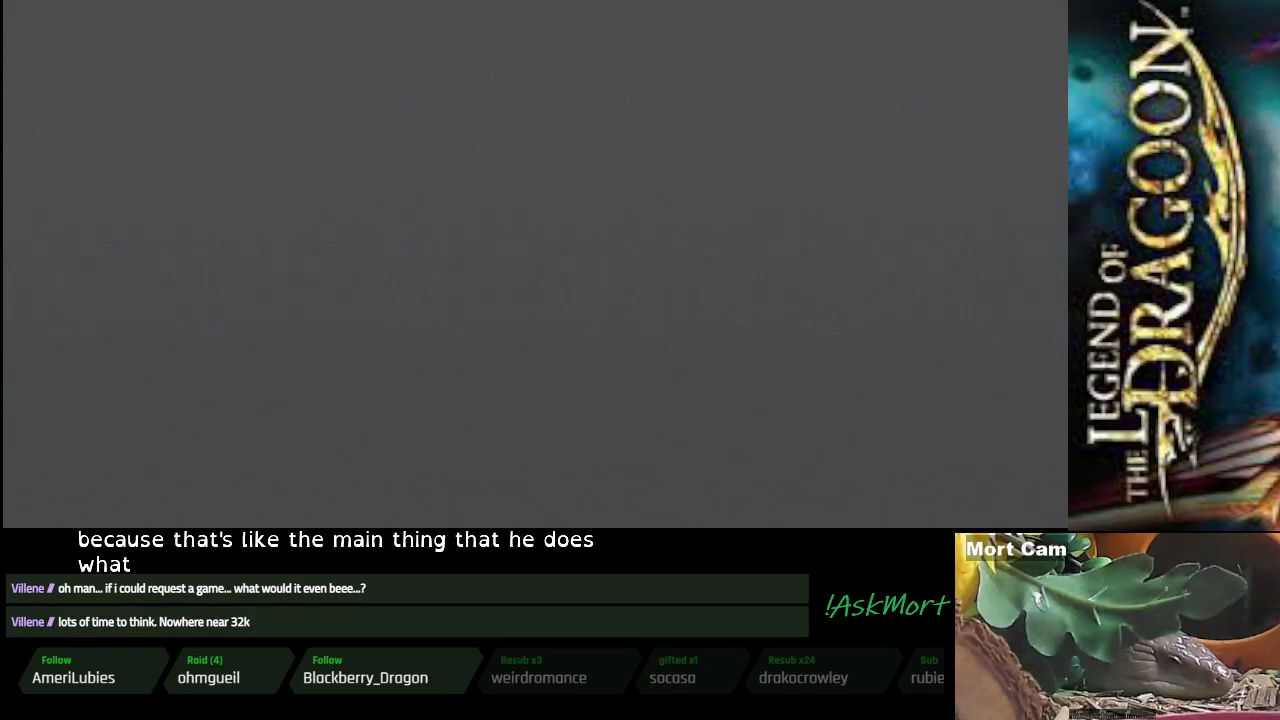 THE LEGEND OF
DRAGOON
because that's like the main thing that he does
what
Villene // oh man... if i could request a game... what would it even beee...?
Villene // lots of time to think. Nowhere near 32k
!AskMort
Mort Cam
Follow
AmeriLubies
Raid (4)
ohmgueil
Follow
Blackberry_Dragon
Resub x3
weirdromance
gifted x1
socasa
Resub x24
drakocrowley
Sub
rubie